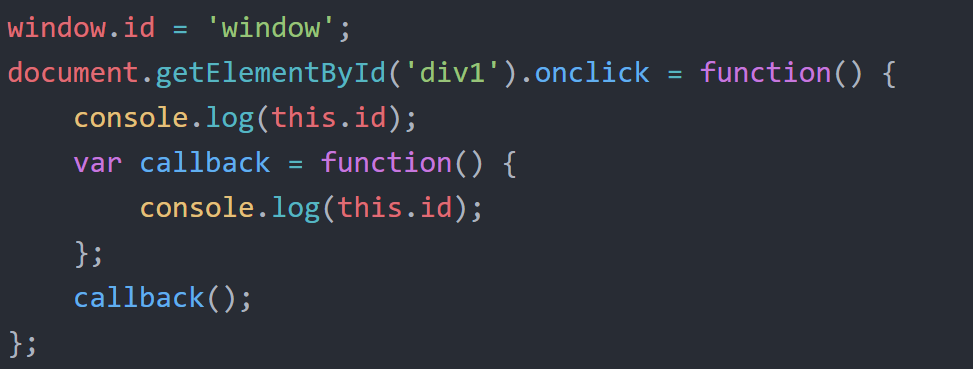 window.id = 'window';
document.getElementById('div1').onclick = function() {
    console.log(this.id);
    var callback = function() {
        console.log(this.id);
    };
    callback();
};